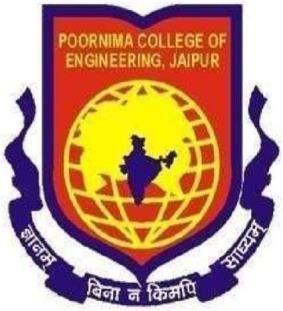 POORNIMA COLLEGE OF
ENGINEERING, JAIPUR
ज्ञानम् बिना न किमपि साध्यम्